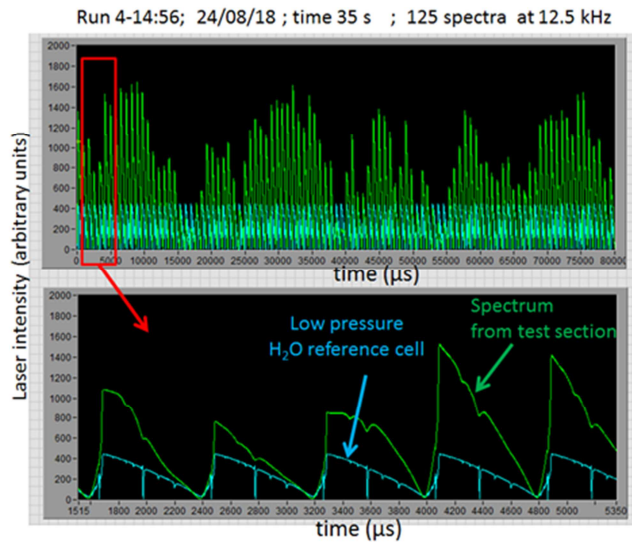 Run 4-14:56; 24/08/18 ; time 35 s ; 125 spectra at 12.5 kHz
Laser intensity (arbitrary units)
2000
1800
1600
1400
1200
1000
800
600
400
200
0
0 5000 10000 15000 20000 25000 30000 35000 40000 45000 50000 55000 60000 65000 70000 75000 80000
time (µs)
2000
1800
1600
1400
1200
1000
800
600
400
200
0
Low pressure
H₂O reference cell
Spectrum
from test section
1515 1800 2000 2200 2400 2600 2800 3000 3200 3400 3600 3800 4000 4200 4400 4600 4800 5000 5350
time (µs)